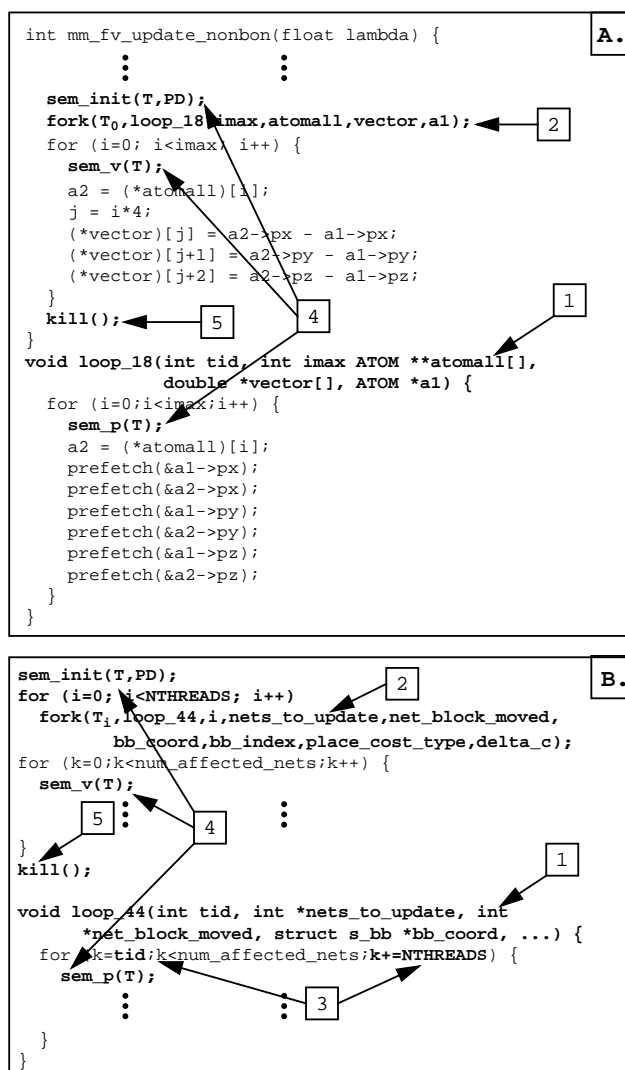 int mm_fv_update_nonbon(float lambda) {
A.
sem_init(T,PD);
fork(T0,loop_18,imax,atomall,vector,a1);
2
for (i=0; i<imax; i++) {
sem_v(T);
a2 = (*atomall)[i];
j = i*4;
(*vector)[j] = a2->px - a1->px;
(*vector)[j+1] = a2->py - a1->py;
(*vector)[j+2] = a2->pz - a1->pz;
}
kill();
5
4
1
}
void loop_18(int tid, int imax ATOM **atomall[],
double *vector[], ATOM *a1) {
for (i=0;i<imax;i++) {
sem_p(T);
a2 = (*atomall)[i];
prefetch(&a1->px);
prefetch(&a2->px);
prefetch(&a1->py);
prefetch(&a2->py);
prefetch(&a1->pz);
prefetch(&a2->pz);
}
}
B.
sem_init(T,PD);
for (i=0; i<NTHREADS; i++)
2
fork(Ti,loop_44,i,nets_to_update,net_block_moved,
bb_coord,bb_index,place_cost_type,delta_c);
for (k=0;k<num_affected_nets;k++) {
sem_v(T);
5
4
}
kill();
1
void loop_44(int tid, int *nets_to_update, int
*net_block_moved, struct s_bb *bb_coord, ...) {
for (k=tid;k<num_affected_nets;k+=NTHREADS) {
sem_p(T);
3
}
}